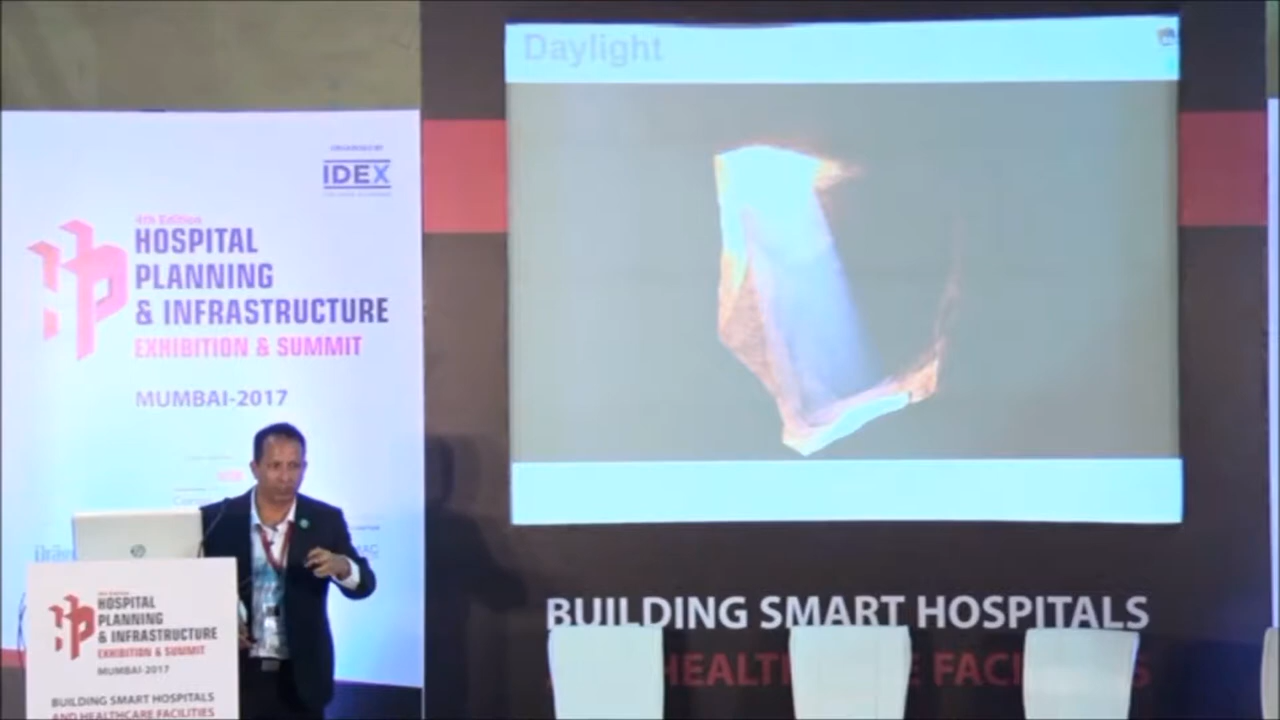 Daylight
ORGANISED BY
IDEX
4th Edition
HOSPITAL
PLANNING
& INFRASTRUCTURE
EXHIBITION & SUMMIT
MUMBAI-2017
HOSPITAL
PLANNING
& INFRASTRUCTURE
EXHIBITION & SUMMIT
MUMBAI-2017
BUILDING SMART HOSPITALS
AND HEALTHCARE FACILITIES
BUILDING SMART HOSPITALS